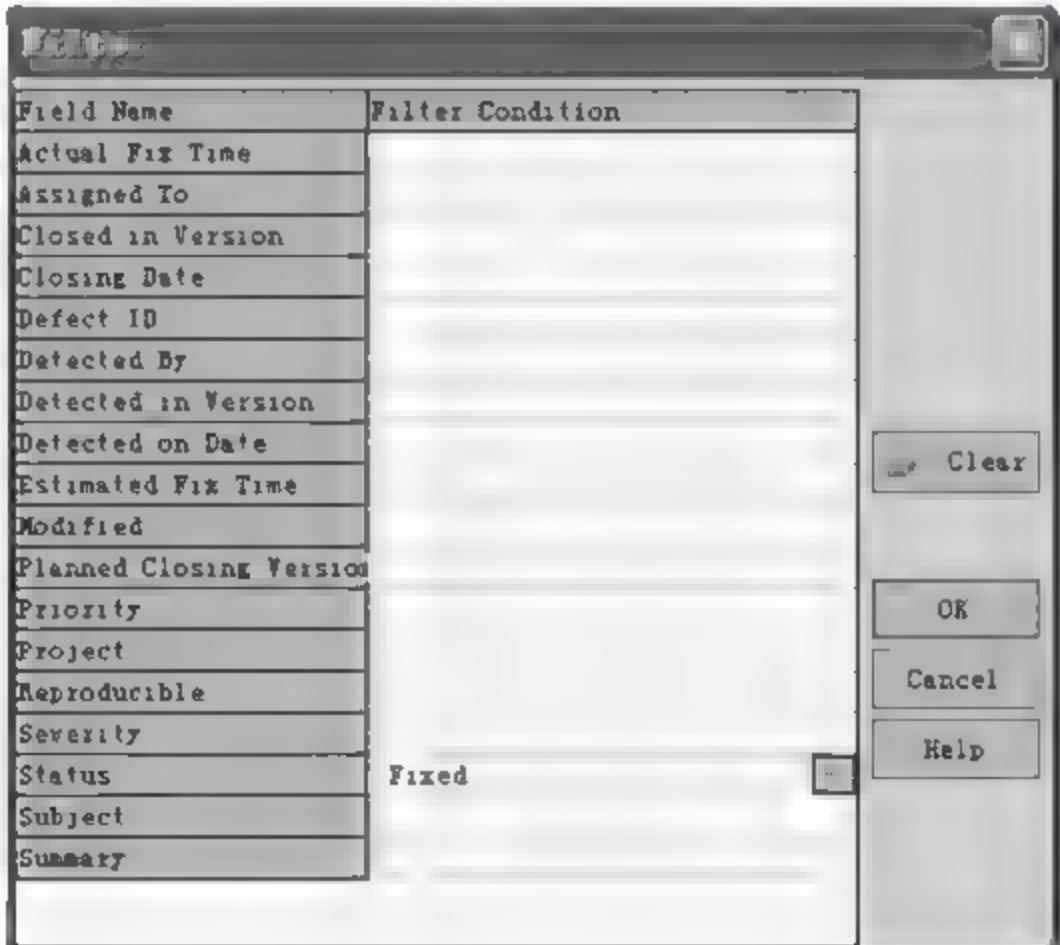 Field Name Filter Condition
Actual Fix Time
Assigned To
Closed in Version
Closing Date
Defect ID
Detected By
Detected in Version
Detected on Date
Estimated Fix Time
Clear
Modified
Planned Closing Version
Priority
OK
Project
Reproducible
Cancel
Severity
Help
Status Fixed
Subject
Summary